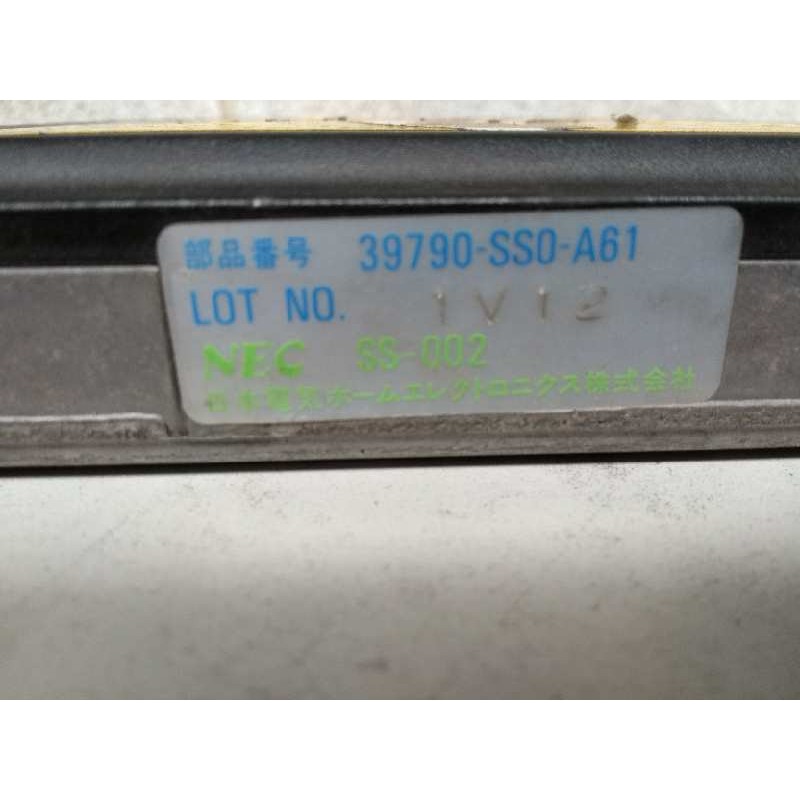 部品番号 39790-SS0-A61
LOT NO. 1V12
NEC SS-002
日本電気ホームエレクトロニクス株式会社